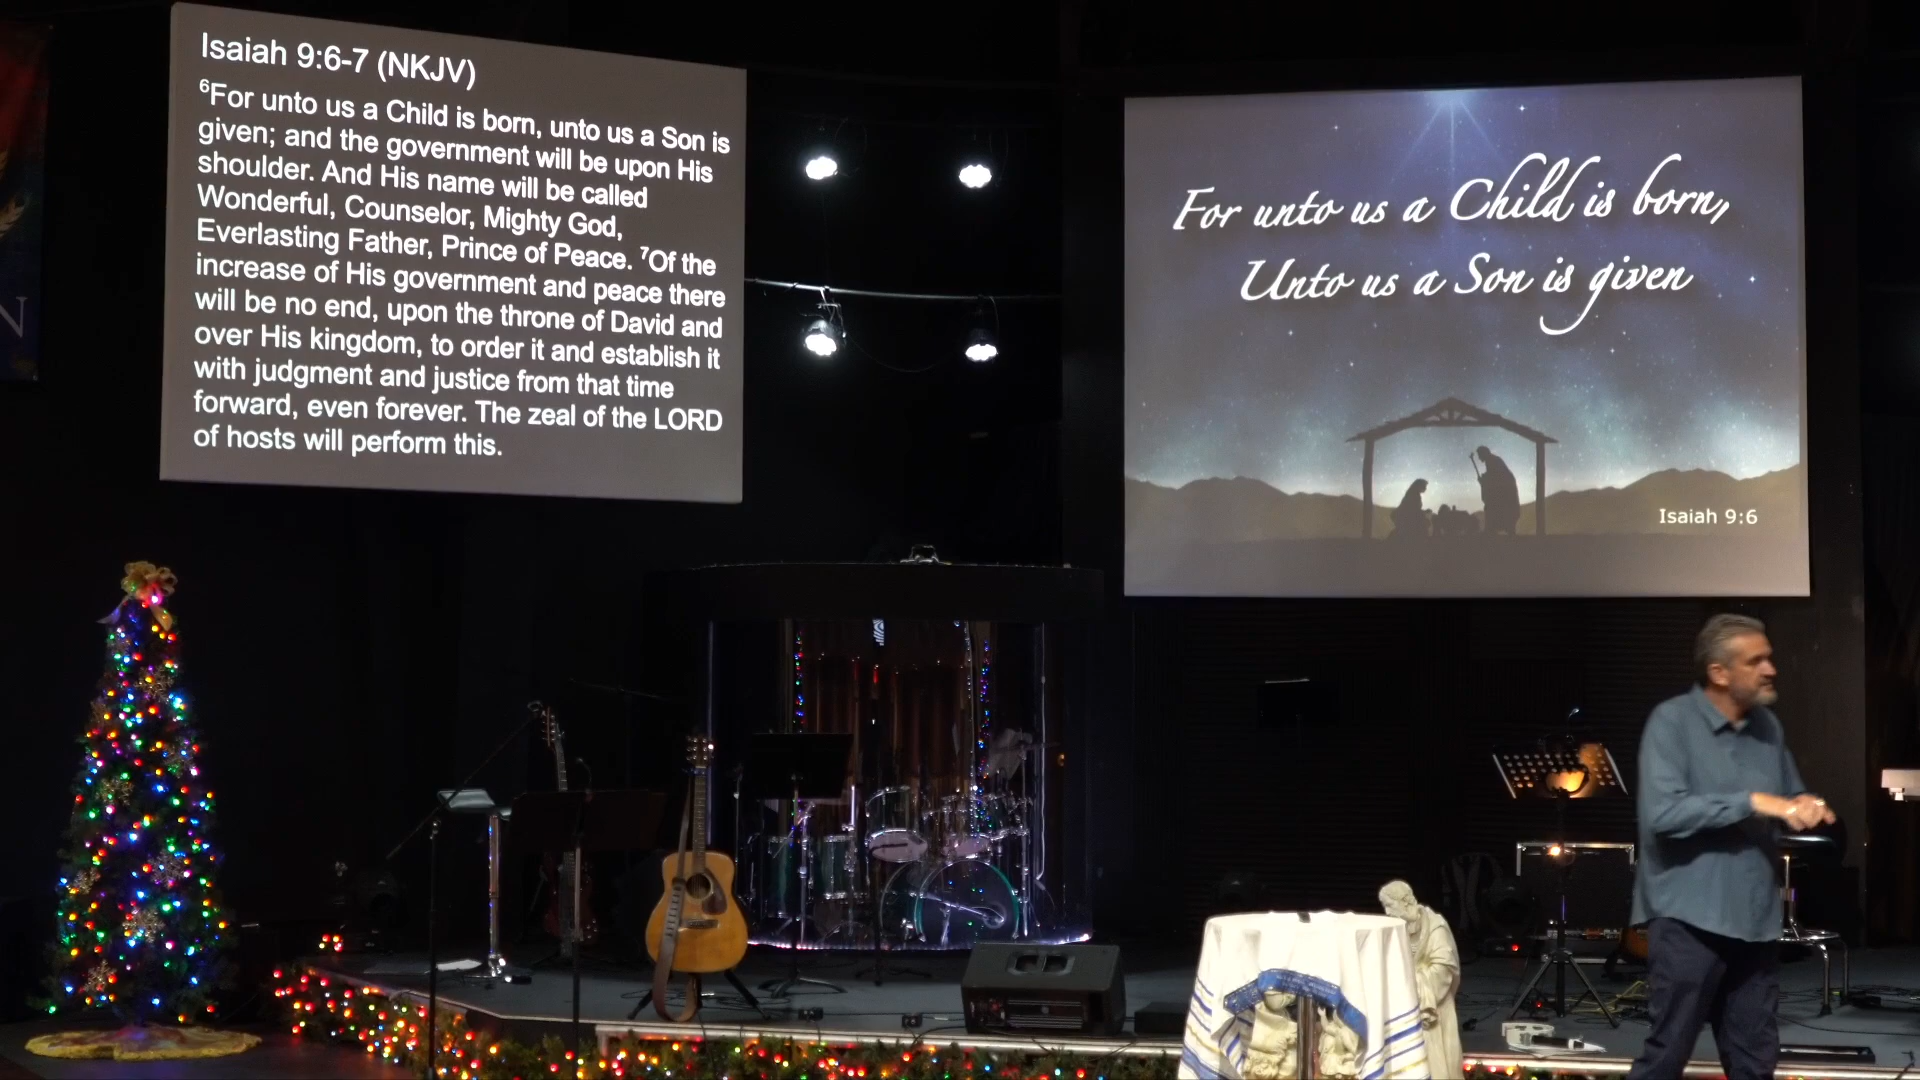 Isaiah 9:6-7 (NKJV)
⁶For unto us a Child is born, unto us a Son is
given; and the government will be upon His
shoulder. And His name will be called
Wonderful, Counselor, Mighty God,
Everlasting Father, Prince of Peace. ⁷Of the
increase of His government and peace there
will be no end, upon the throne of David and
over His kingdom, to order it and establish it
with judgment and justice from that time
forward, even forever. The zeal of the LORD
of hosts will perform this.
For unto us a Child is born,
Unto us a Son is given
Isaiah 9:6
N